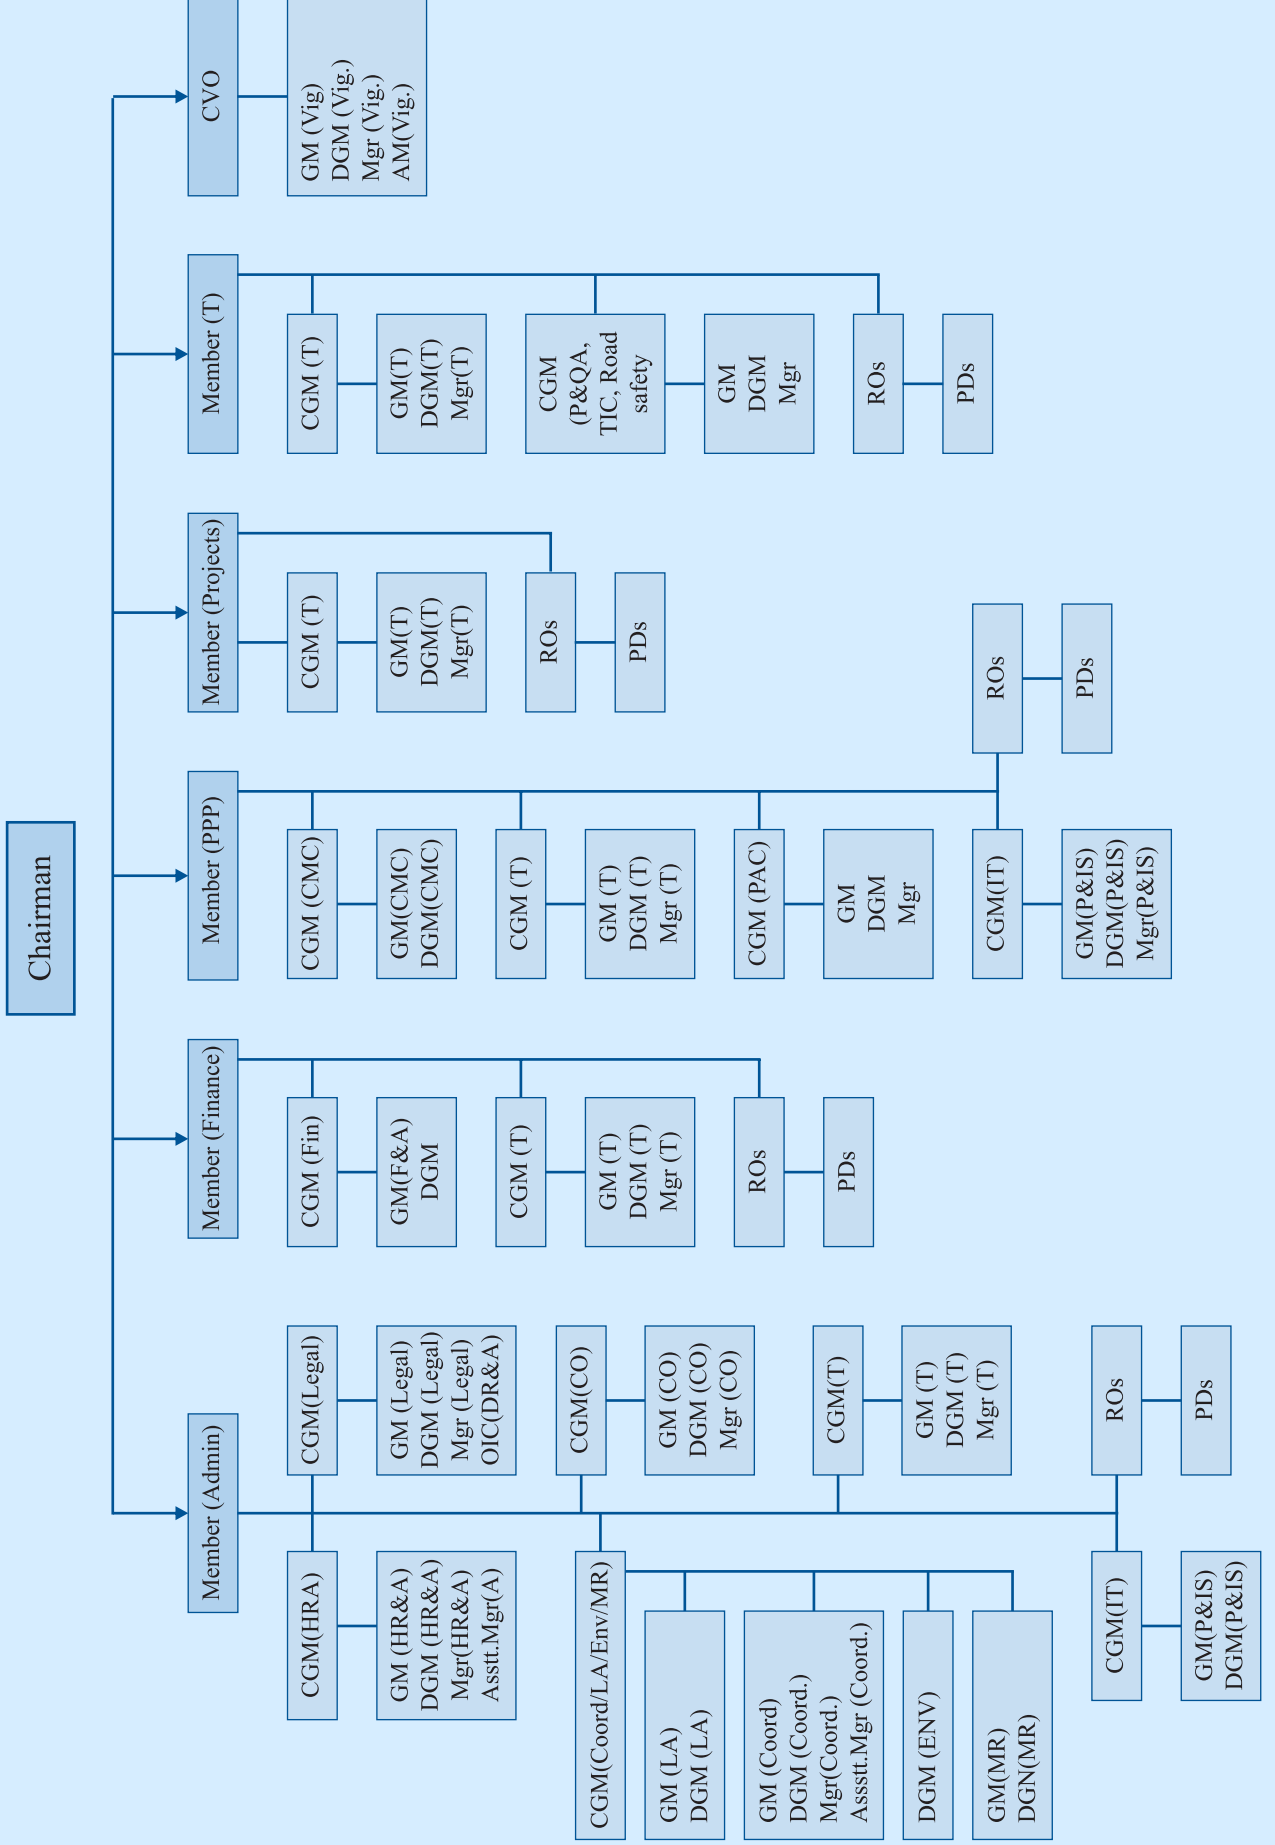 Chairman
Member (Admin)
CGM(HRA)
GM (HR&A)
DGM (HR&A)
Mgr(HR&A)
Asstt.Mgr(A)
CGM(Legal)
GM (Legal)
DGM (Legal)
Mgr (Legal)
OIC(DR&A)
CGM(CO)
GM (CO)
DGM (CO)
Mgr (CO)
CGM(Coord/LA/Env/MR)
GM (LA)
DGM (LA)
GM (Coord)
DGM (Coord.)
Mgr(Coord.)
Assstt.Mgr (Coord.)
DGM (ENV)
GM(MR)
DGN(MR)
CGM(T)
GM (T)
DGM (T)
Mgr (T)
CGM(IT)
GM(P&IS)
DGM(P&IS)
ROs
PDs
Member (Finance)
CGM (Fin)
GM(F&A)
DGM
CGM (T)
GM (T)
DGM (T)
Mgr (T)
ROs
PDs
Member (PPP)
CGM (CMC)
GM(CMC)
DGM(CMC)
CGM (T)
GM (T)
DGM (T)
Mgr (T)
CGM (PAC)
GM
DGM
Mgr
CGM(IT)
GM(P&IS)
DGM(P&IS)
Mgr(P&IS)
ROs
PDs
Member (Projects)
CGM (T)
GM(T)
DGM(T)
Mgr(T)
ROs
PDs
Member (T)
CGM (T)
GM(T)
DGM(T)
Mgr(T)
CGM
(P&QA,
TIC, Road
safety
GM
DGM
Mgr
ROs
PDs
CVO
GM (Vig)
DGM (Vig.)
Mgr (Vig.)
AM(Vig.)